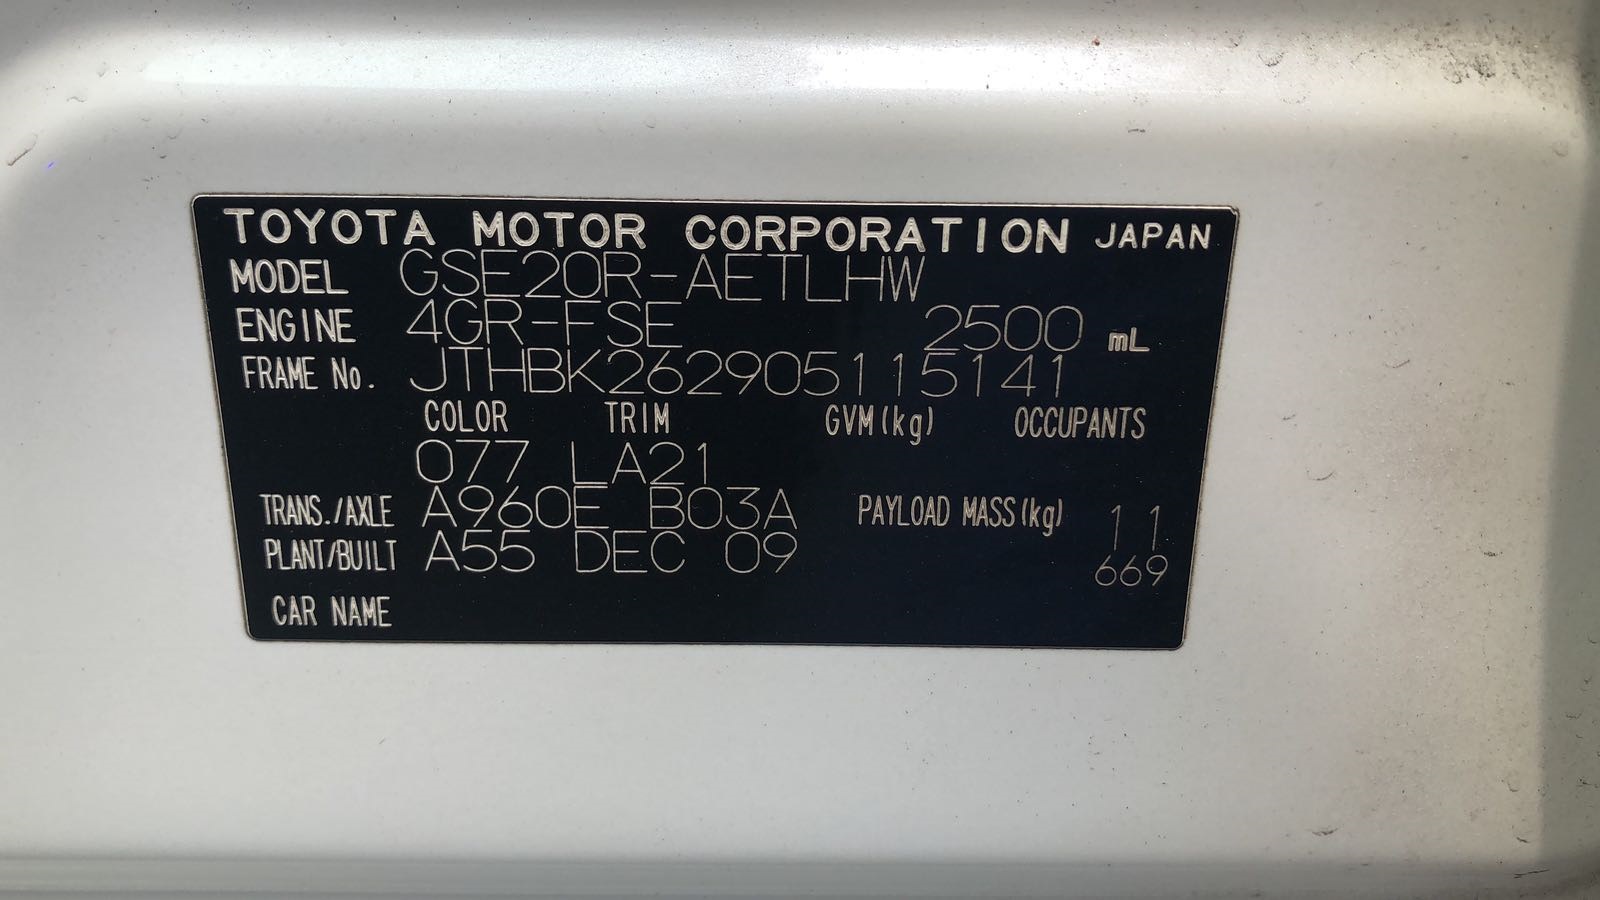 TOYOTA MOTOR CORPORATION JAPAN
MODEL GSE20R-AETLHW
ENGINE 4GR-FSE 2500 mL
FRAME No. JTHBK262905115141
COLOR TRIM GVM(kg) OCCUPANTS
077 LA21
TRANS./AXLE A960E B03A PAYLOAD MASS(kg) 11
PLANT/BUILT A55 DEC 09 669
CAR NAME